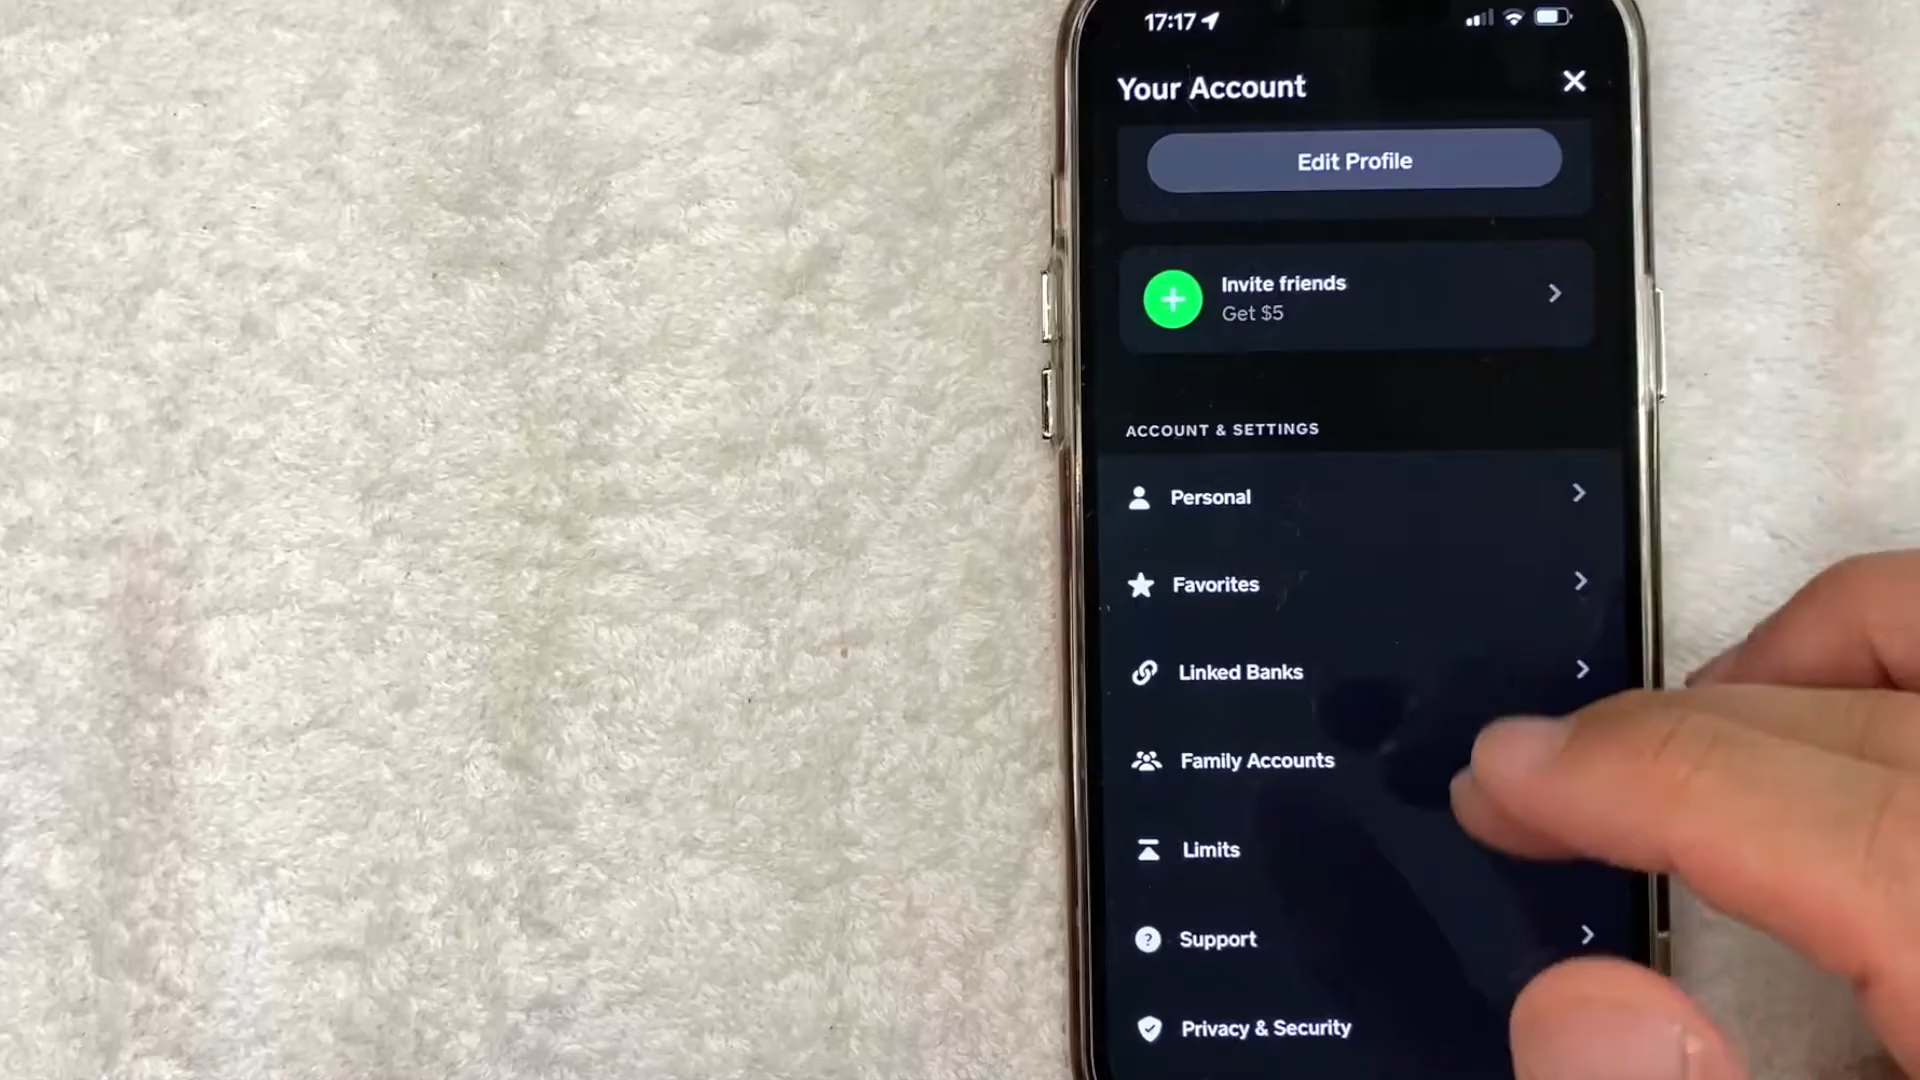 17:17
Your Account
Edit Profile
Invite friends
Get $5
ACCOUNT & SETTINGS
Personal
Favorites
Linked Banks
Family Accounts
Limits
Support
Privacy & Security